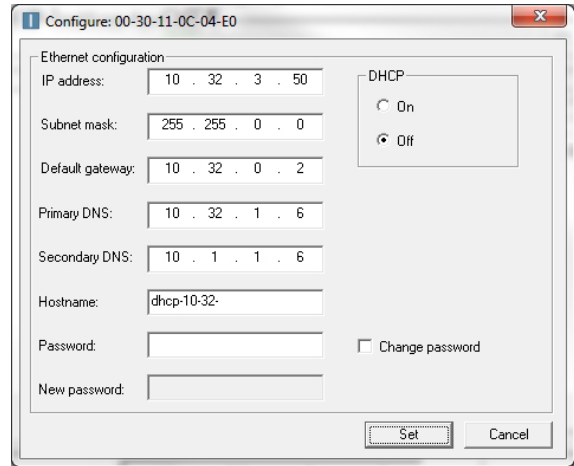 Configure: 00-30-11-0C-04-E0
Ethernet configuration
IP address: 10 . 32 . 3 . 50
DHCP
On
Subnet mask: 255 . 255 . 0 . 0
Off
Default gateway: 10 . 32 . 0 . 2
Primary DNS: 10 . 32 . 1 . 6
Secondary DNS: 10 . 1 . 1 . 6
Hostname: dhcp-10-32-
Password:
Change password
New password:
Set Cancel